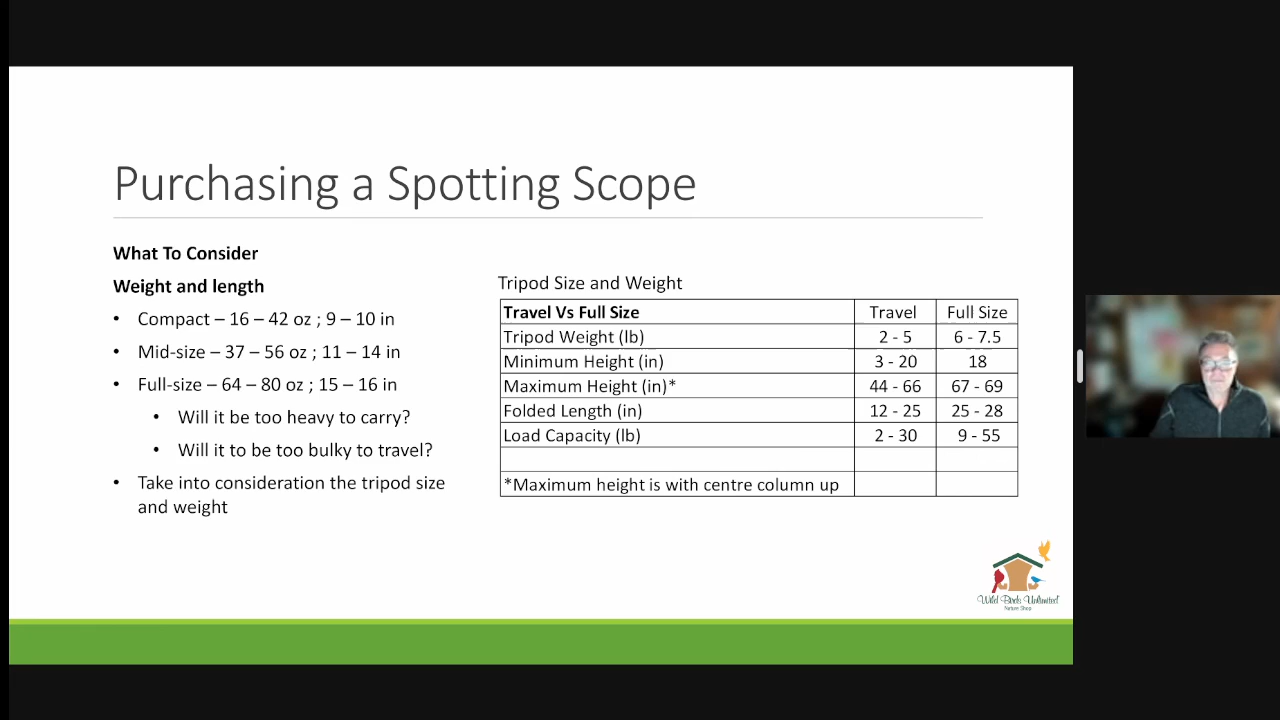 Purchasing a Spotting Scope
What To Consider
Weight and length
• Compact – 16 – 42 oz ; 9 – 10 in
• Mid-size – 37 – 56 oz ; 11 – 14 in
• Full-size – 64 – 80 oz ; 15 – 16 in
• Will it be too heavy to carry?
• Will it to be too bulky to travel?
• Take into consideration the tripod size
and weight
Tripod Size and Weight
Travel Vs Full Size Travel Full Size
Tripod Weight (lb) 2 - 5 6 - 7.5
Minimum Height (in) 3 - 20 18
Maximum Height (in)* 44 - 66 67 - 69
Folded Length (in) 12 - 25 25 - 28
Load Capacity (lb) 2 - 30 9 - 55
*Maximum height is with centre column up
Wild Birds Unlimited
Nature Shop